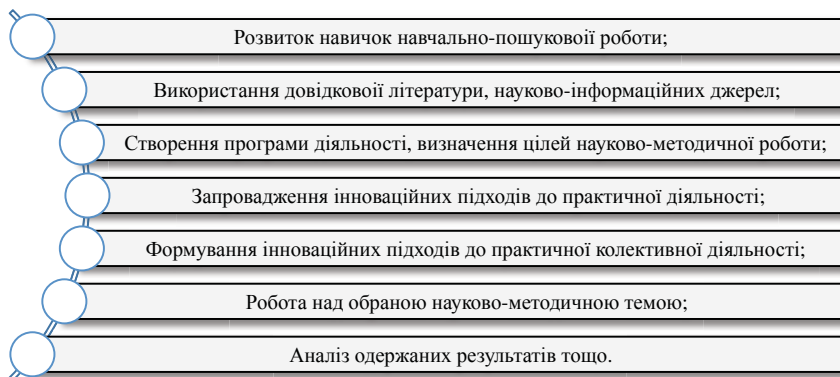 Розвиток навичок навчально-пошуковоії роботи;
Використання довідковоії літератури, науково-інформаційних джерел;
Створення програми діяльності, визначення цілей науково-методичної роботи;
Запровадження інноваційних підходів до практичної діяльності;
Формування інноваційних підходів до практичної колективної діяльності;
Робота над обраною науково-методичною темою;
Аналіз одержаних результатів тощо.